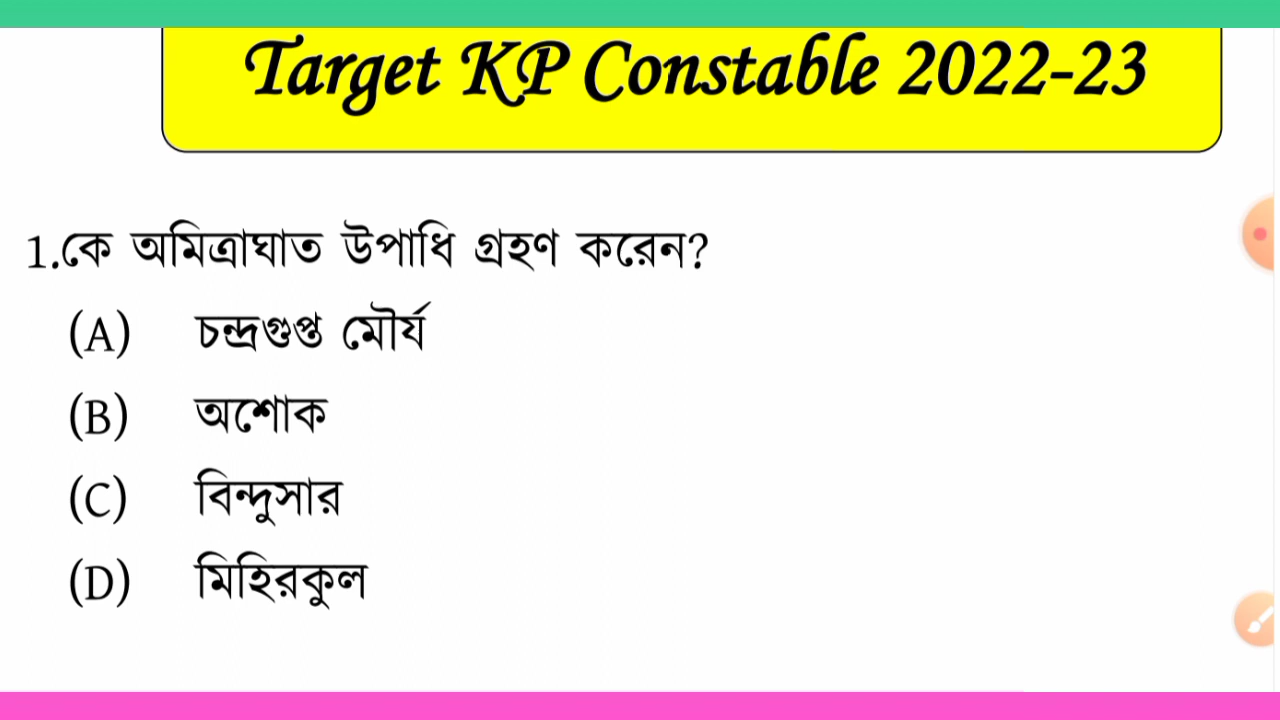 Target KP Constable 2022-23
1.কে অমিত্রাঘাত উপাধি গ্রহণ করেন?
(A) চন্দ্রগুপ্ত মৌর্য
(B) অশোক
(C) বিন্দুসার
(D) মিহিরকুল